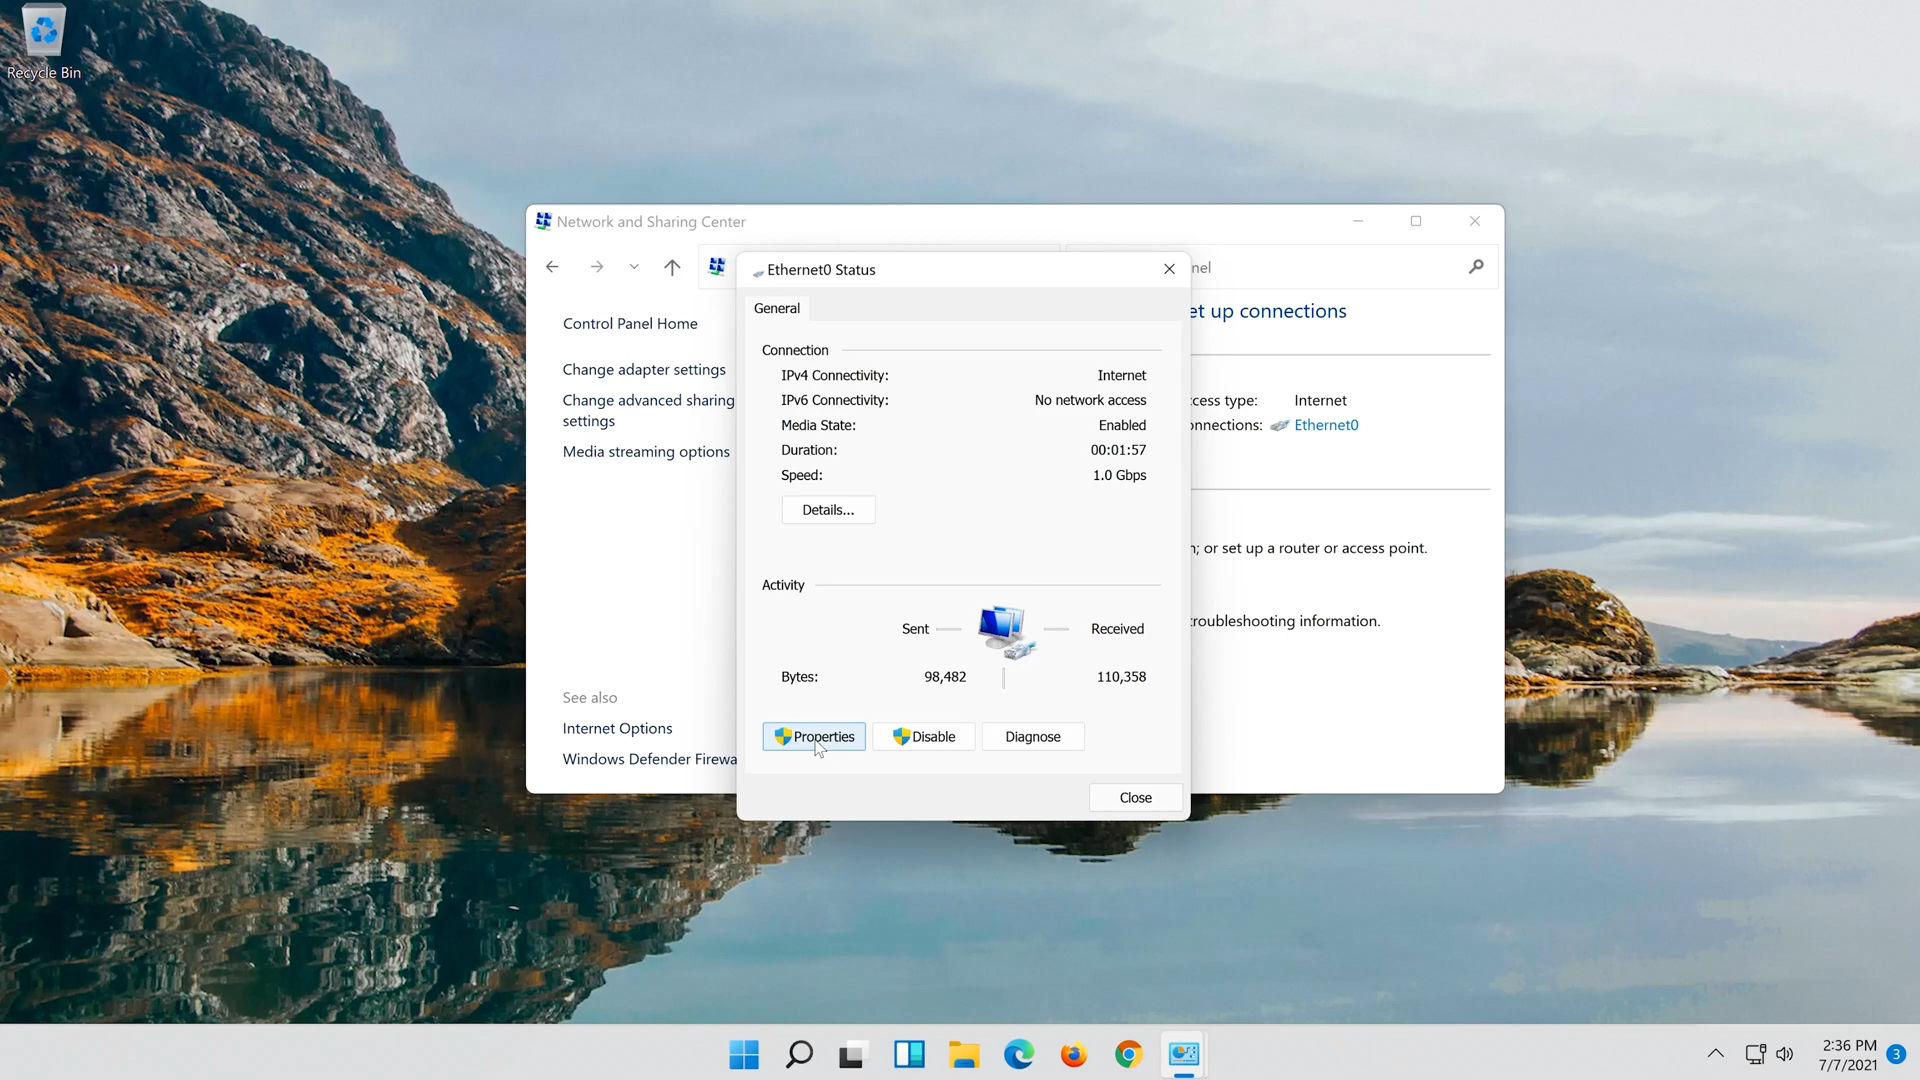 Recycle Bin
Network and Sharing Center
nel
Control Panel Home
Change adapter settings
Change advanced sharing
settings
Media streaming options
See also
Internet Options
Windows Defender Firewa
Ethernet0 Status
General
Connection
IPv4 Connectivity: Internet
IPv6 Connectivity: No network access
Media State: Enabled
Duration: 00:01:57
Speed: 1.0 Gbps
Details...
Activity
Sent Received
Bytes: 98,482 110,358
Properties Disable Diagnose
Close
et up connections
cess type: Internet
onnections: Ethernet0
n; or set up a router or access point.
troubleshooting information.
2:36 PM
7/7/2021
3